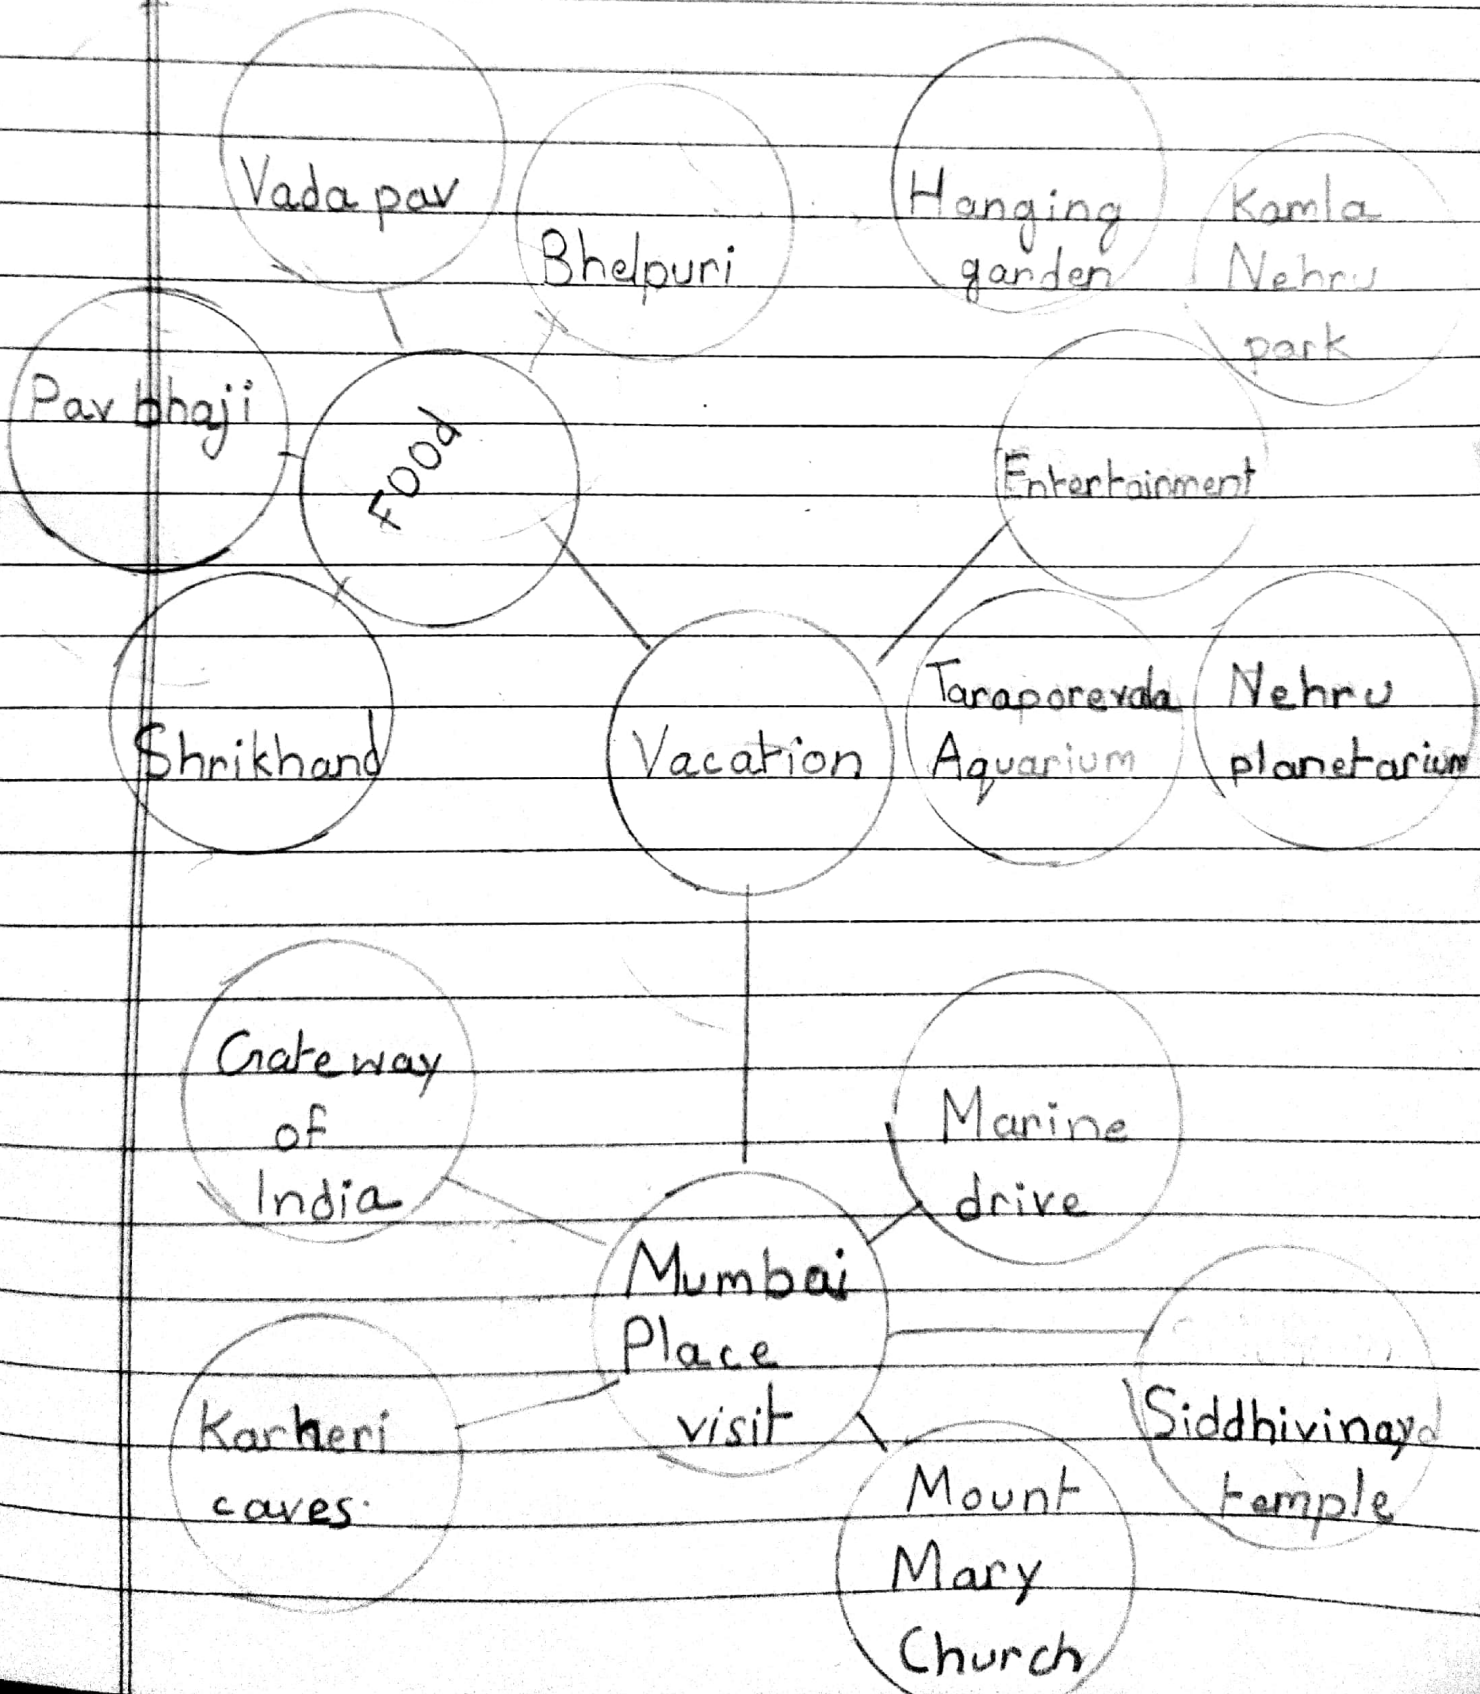 Vada pav
Bhelpuri
Hanging
garden
Kamla
Nehru
park
Pav bhaji
FOOd
Entertainment
Shrikhand
Vacation
Taraporevala
Aquarium
Nehru
planetarium
Gateway
of
India
Marine
drive
Mumbai
Place
visit
Karheri
caves.
Siddhivinayd
temple
Mount
Mary
Church